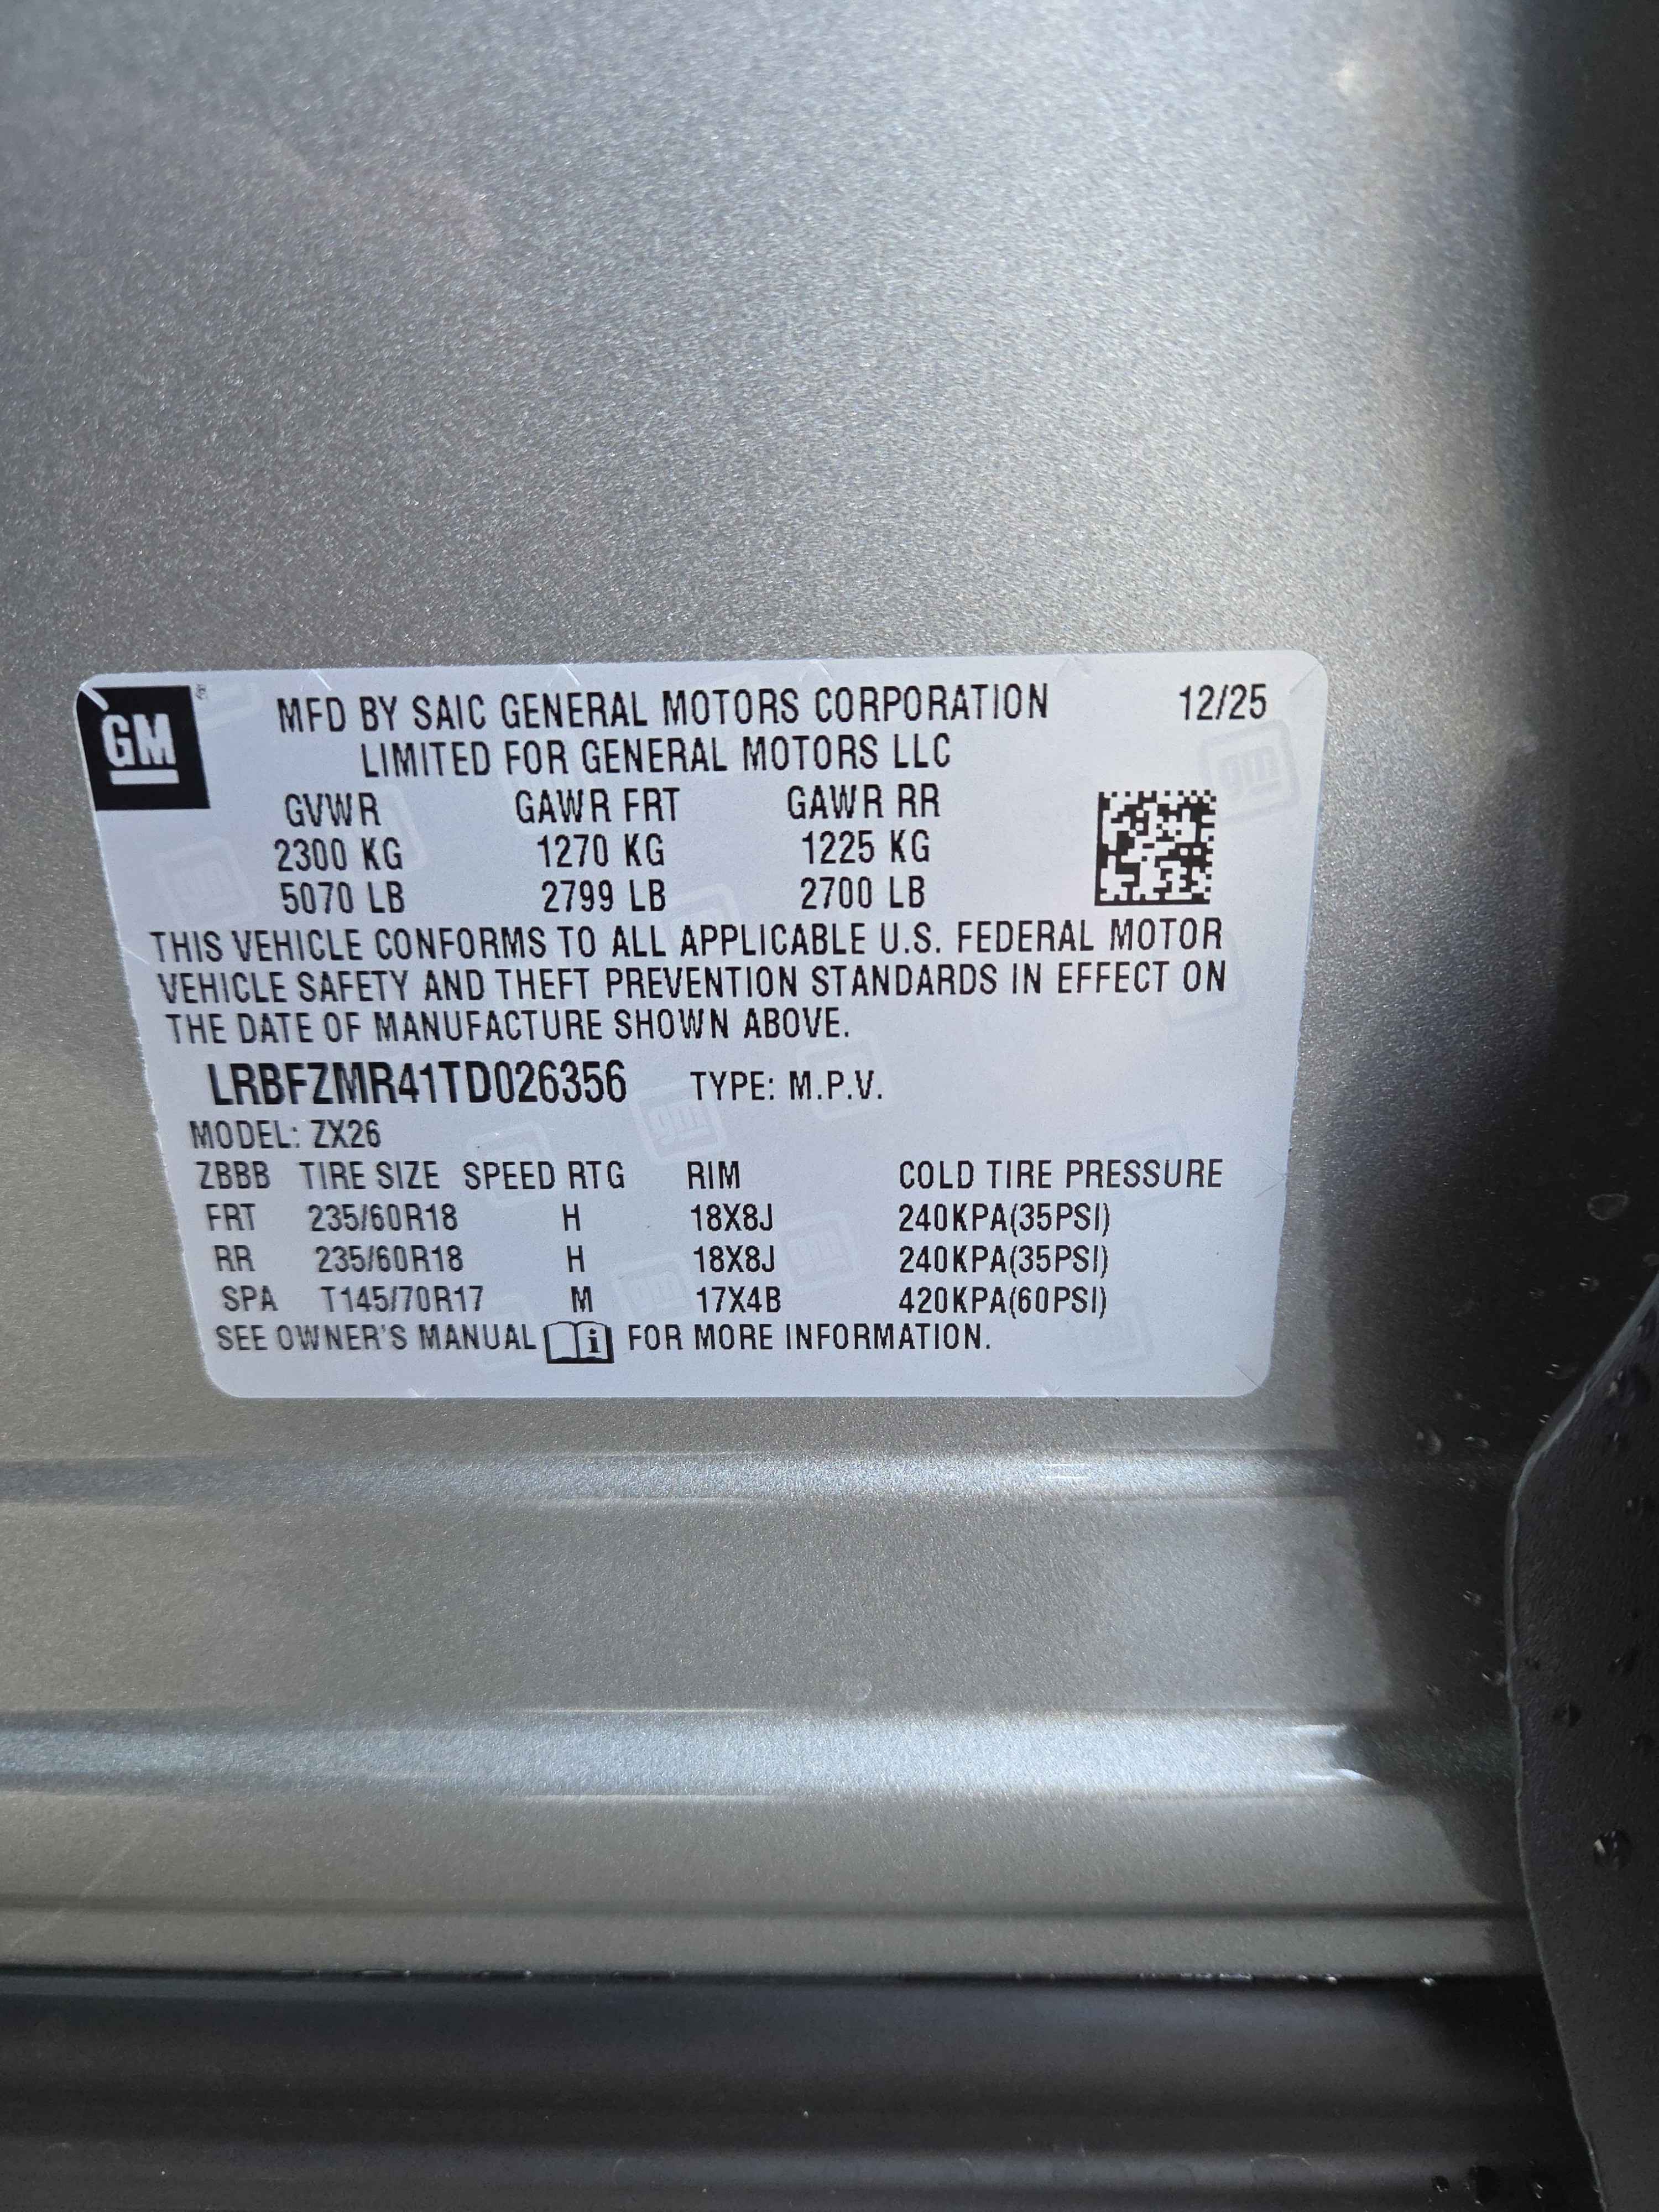 GM MFD BY SAIC GENERAL MOTORS CORPORATION 12/25
LIMITED FOR GENERAL MOTORS LLC
GVWR GAWR FRT GAWR RR
2300 KG 1270 KG 1225 KG
5070 LB 2799 LB 2700 LB
THIS VEHICLE CONFORMS TO ALL APPLICABLE U.S. FEDERAL MOTOR
VEHICLE SAFETY AND THEFT PREVENTION STANDARDS IN EFFECT ON
THE DATE OF MANUFACTURE SHOWN ABOVE.
LRBFZMR41TD026356 TYPE: M.P.V.
MODEL: ZX26
ZBBB TIRE SIZE SPEED RTG RIM COLD TIRE PRESSURE
FRT 235/60R18 H 18X8J 240KPA(35PSI)
RR 235/60R18 H 18X8J 240KPA(35PSI)
SPA T145/70R17 M 17X4B 420KPA(60PSI)
SEE OWNER'S MANUAL i FOR MORE INFORMATION.